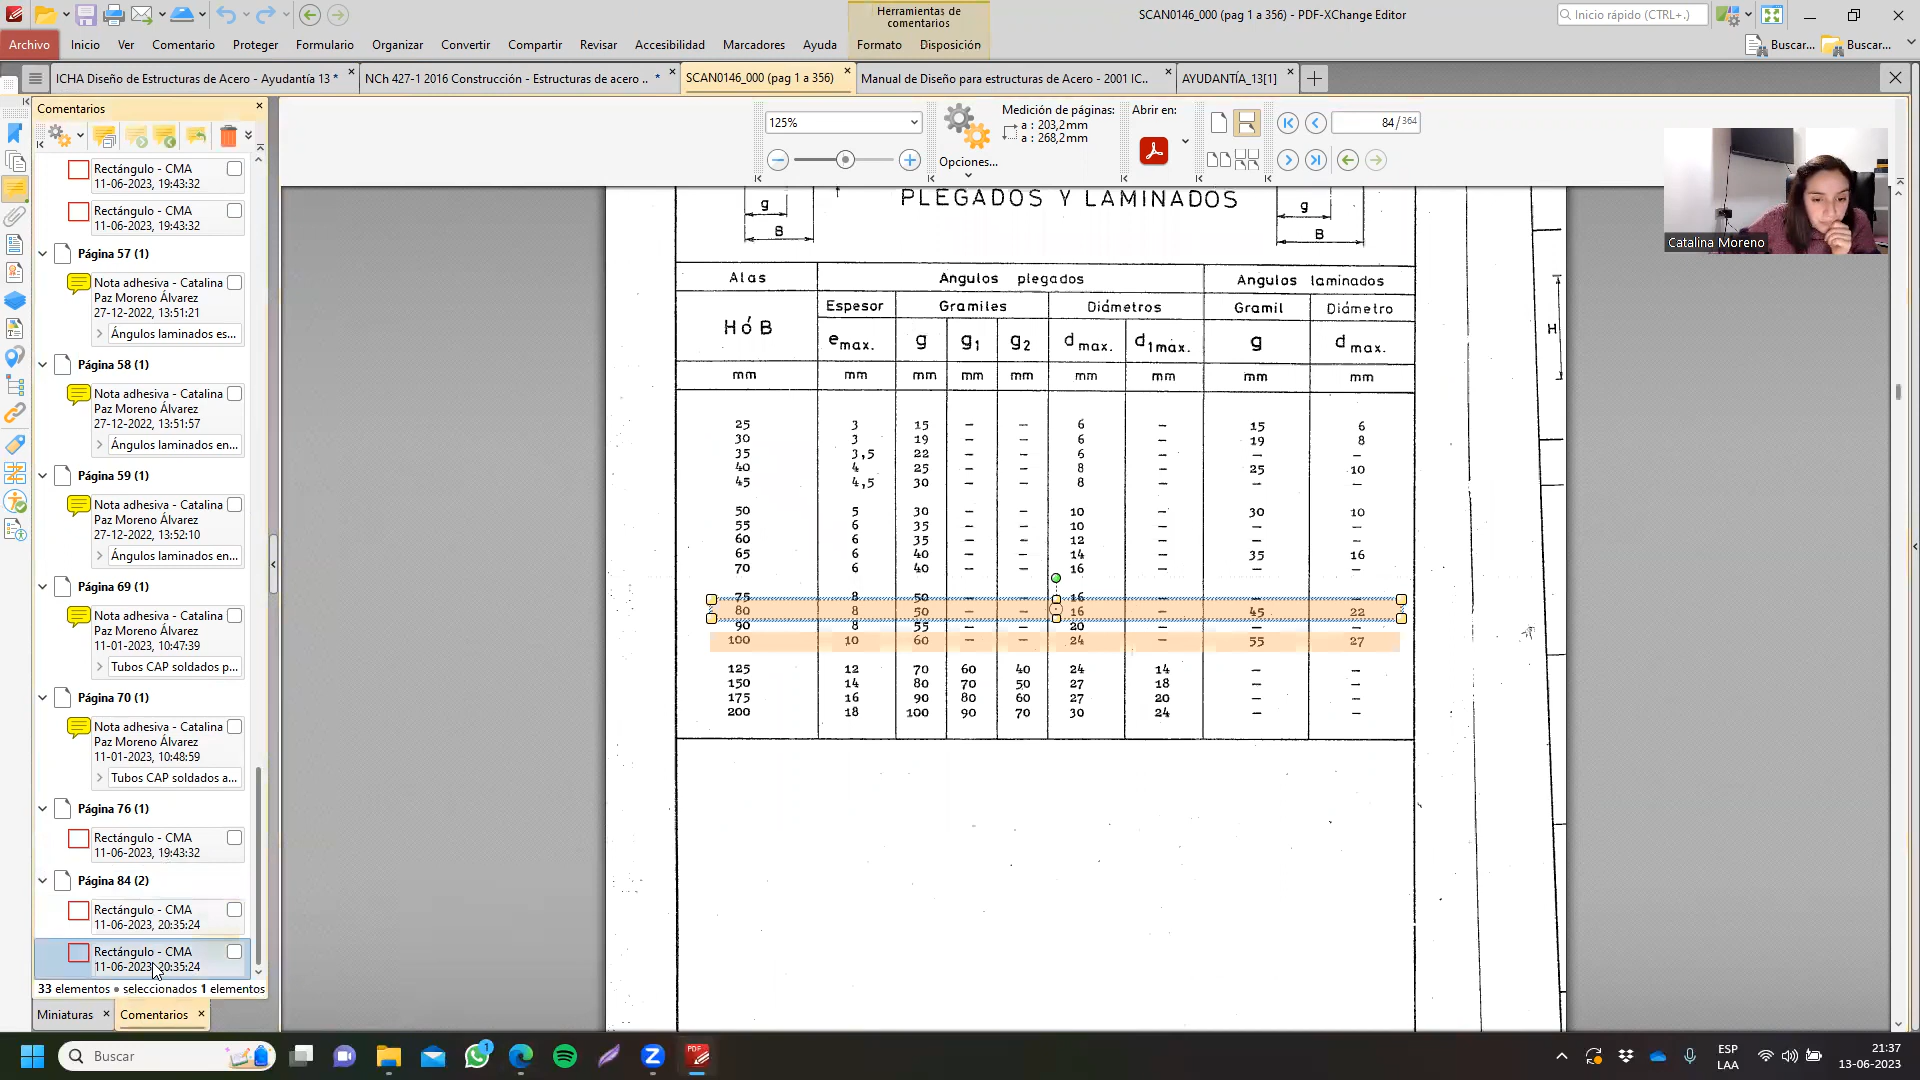 Herramientas de comentarios
SCAN0146_000 (pag 1 a 356) - PDF-XChange Editor
Inicio rápido (CTRL+.)
Archivo Inicio Ver Comentario Proteger Formulario Organizar Convertir Compartir Revisar Accesibilidad Marcadores Ayuda Formato Disposición Buscar... Buscar...
ICHA Diseño de Estructuras de Acero - Ayudantía 13 * NCh 427-1 2016 Construcción - Estructuras de acero .. * SCAN0146_000 (pag 1 a 356) Manual de Diseño para estructuras de Acero - 2001 IC.. AYUDANTÍA_13[1]
Comentarios
125%
Opciones...
Medición de páginas:
a : 203,2mm
a : 268,2mm
Abrir en:
84 / 364
Rectángulo - CMA
11-06-2023, 19:43:32
Rectángulo - CMA
11-06-2023, 19:43:32
Página 57 (1)
Nota adhesiva - Catalina
Paz Moreno Álvarez
27-12-2022, 13:51:21
Ángulos laminados es...
Página 58 (1)
Nota adhesiva - Catalina
Paz Moreno Álvarez
27-12-2022, 13:51:57
Ángulos laminados en...
Página 59 (1)
Nota adhesiva - Catalina
Paz Moreno Álvarez
27-12-2022, 13:52:10
Ángulos laminados en...
Página 69 (1)
Nota adhesiva - Catalina
Paz Moreno Álvarez
11-01-2023, 10:47:39
Tubos CAP soldados p...
Página 70 (1)
Nota adhesiva - Catalina
Paz Moreno Álvarez
11-01-2023, 10:48:59
Tubos CAP soldados a...
Página 76 (1)
Rectángulo - CMA
11-06-2023, 19:43:32
Página 84 (2)
Rectángulo - CMA
11-06-2023, 20:35:24
Rectángulo - CMA
11-06-2023, 20:35:24
33 elementos • seleccionados 1 elementos
Miniaturas Comentarios
PLEGADOS Y LAMINADOS
g g
B B
H
Alas Angulos plegados Angulos laminados
Espesor Gramiles Diámetros Gramil Diámetro
H ó B e max. g g1 g2 d max. d1max. g d max.
mm mm mm mm mm mm mm mm mm
25 3 15 – – 6 – 15 6
30 3 19 – – 6 – 19 8
35 3,5 22 – – 6 – – –
40 4 25 – – 8 – 25 10
45 4,5 30 – – 8 – – –
50 5 30 – – 10 – 30 10
55 6 35 – – 10 – – –
60 6 35 – – 12 – – –
65 6 40 – – 14 – 35 16
70 6 40 – – 16 – – –
75 8 50 16 – –
80 8 50 – – 16 – 45 22
90 8 55 – – 20 – – –
100 10 60 – – 24 – 55 27
125 12 70 60 40 24 14 – –
150 14 80 70 50 27 18 – –
175 16 90 80 60 27 20 – –
200 18 100 90 70 30 24 – –
Catalina Moreno
Buscar
1
ESP
LAA
21:37
13-06-2023